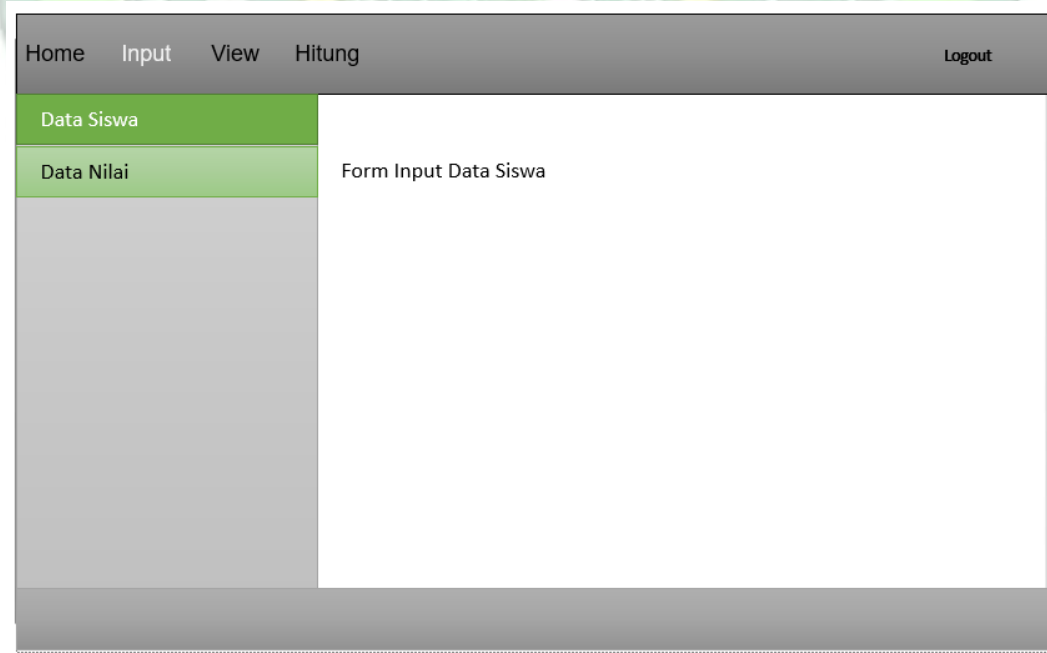 Home Input View Hitung Logout
Data Siswa
Data Nilai
Form Input Data Siswa